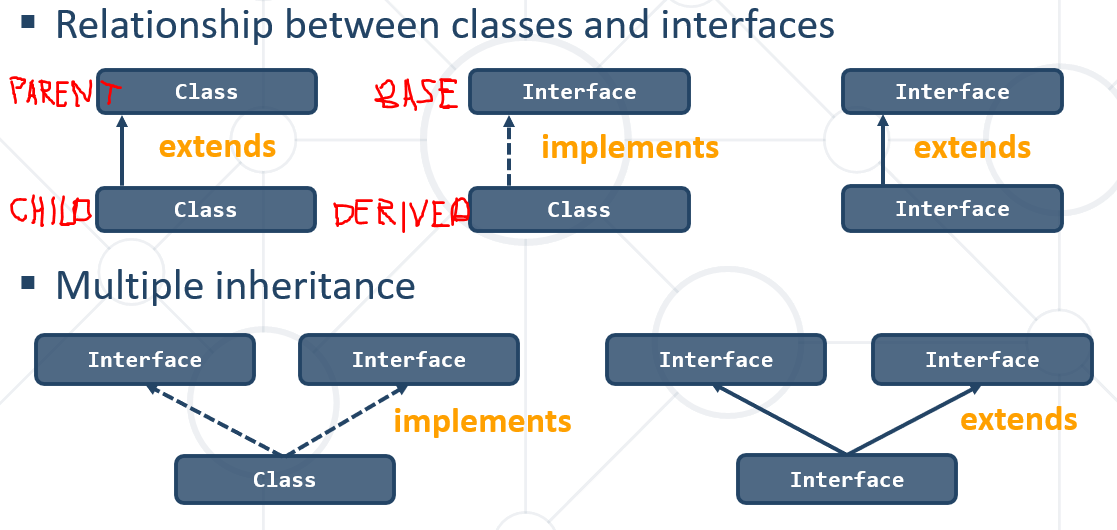 Relationship between classes and interfaces
PARENT Class BASE Interface Interface
extends implements extends
CHILD Class DERIVED Class Interface
Multiple inheritance
Interface Interface Interface Interface
implements extends
Class Interface